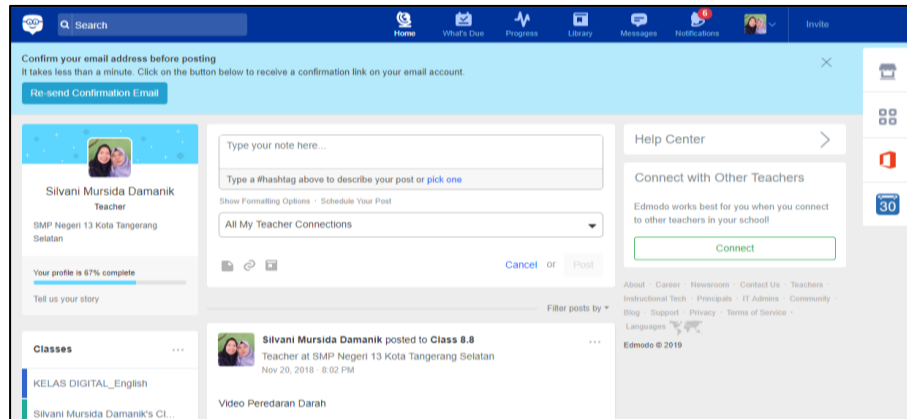 Search
Home
What's Due
Progress
Library
Messages
6
Notifications
Invite
Confirm your email address before posting
It takes less than a minute. Click on the button below to receive a confirmation link on your email account.
Re-send Confirmation Email
Silvani Mursida Damanik
Teacher
SMP Negeri 13 Kota Tangerang
Selatan
Your profile is 67% complete
Tell us your story
Classes
KELAS DIGITAL_English
Silvani Mursida Damanik's Cl...
Type your note here...
Type a #hashtag above to describe your post or pick one
Show Formatting Options · Schedule Your Post
All My Teacher Connections
Cancel or Post
Filter posts by
Silvani Mursida Damanik posted to Class 8.8
Teacher at SMP Negeri 13 Kota Tangerang Selatan
Nov 20, 2018 · 8:02 PM
Video Peredaran Darah
Help Center
Connect with Other Teachers
Edmodo works best for you when you connect
to other teachers in your school!
Connect
About · Career · Newsroom · Contact Us · Teachers ·
Instructional Tech · Principals · IT Admins · Community ·
Blog · Support · Privacy · Terms of Service ·
Languages
Edmodo © 2019
30